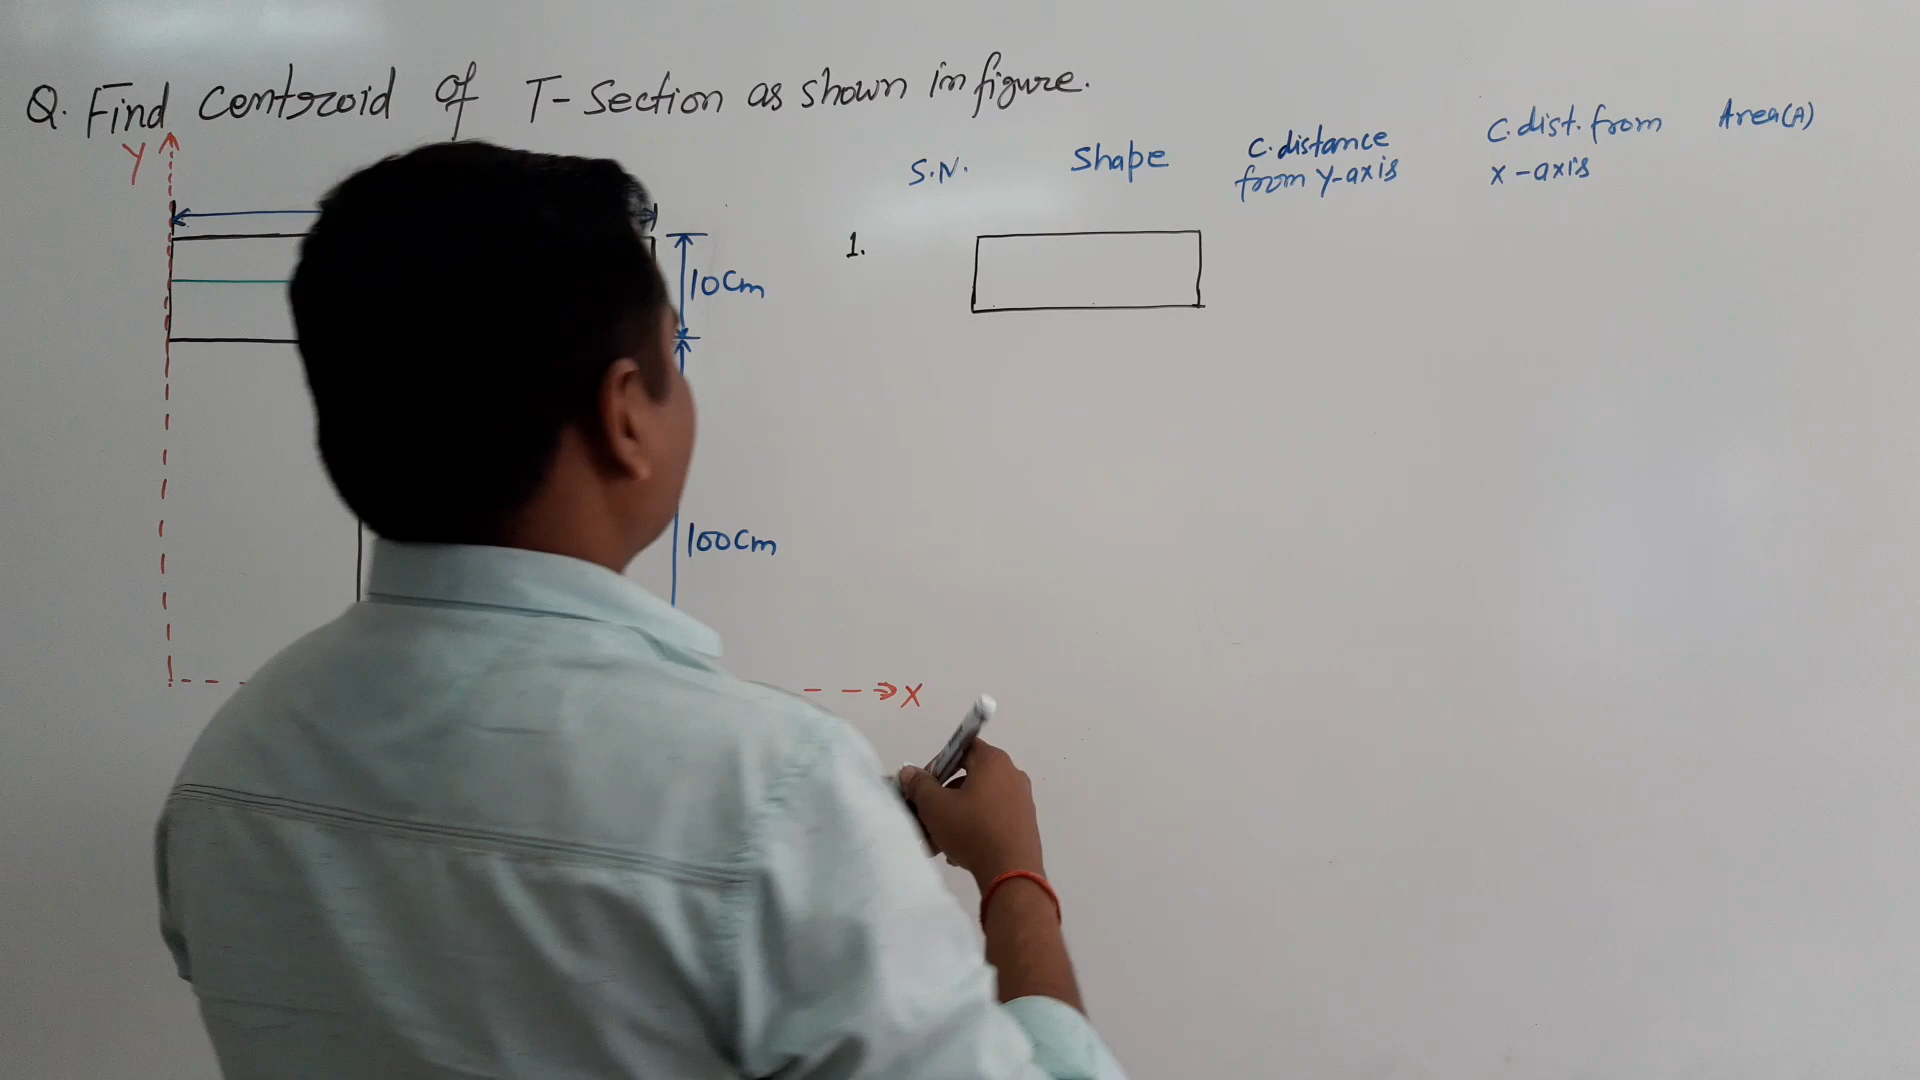 Q. Find Centroid of T-Section as shown in figure.
Y
10cm
100cm
X
S.N.
Shape
C.distance
from Y-axis
C.dist.from
x-axis
Area(A)
1.